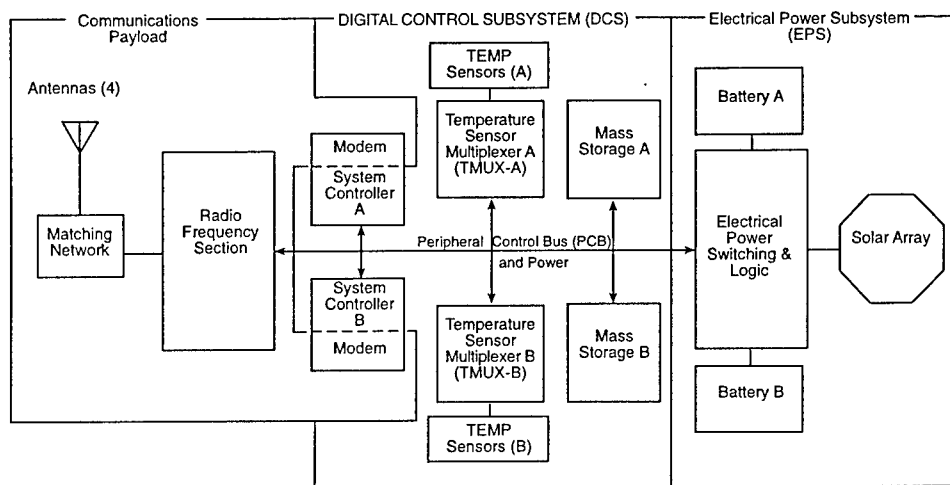 Communications
Payload
DIGITAL CONTROL SUBSYSTEM (DCS)
Electrical Power Subsystem
(EPS)
Antennas (4)
Matching
Network
Radio
Frequency
Section
Modem
System
Controller
A
System
Controller
B
Modem
TEMP
Sensors (A)
Temperature
Sensor
Multiplexer A
(TMUX-A)
Mass
Storage A
Peripheral Control Bus (PCB)
and Power
Temperature
Sensor
Multiplexer B
(TMUX-B)
Mass
Storage B
TEMP
Sensors (B)
Battery A
Electrical
Power
Switching &
Logic
Solar Array
Battery B